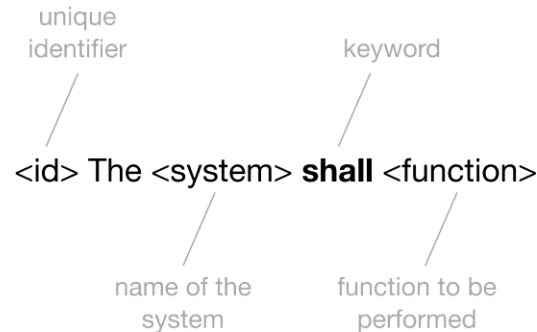 unique
identifier
keyword
<id> The <system> shall <function>
name of the
system
function to be
performed